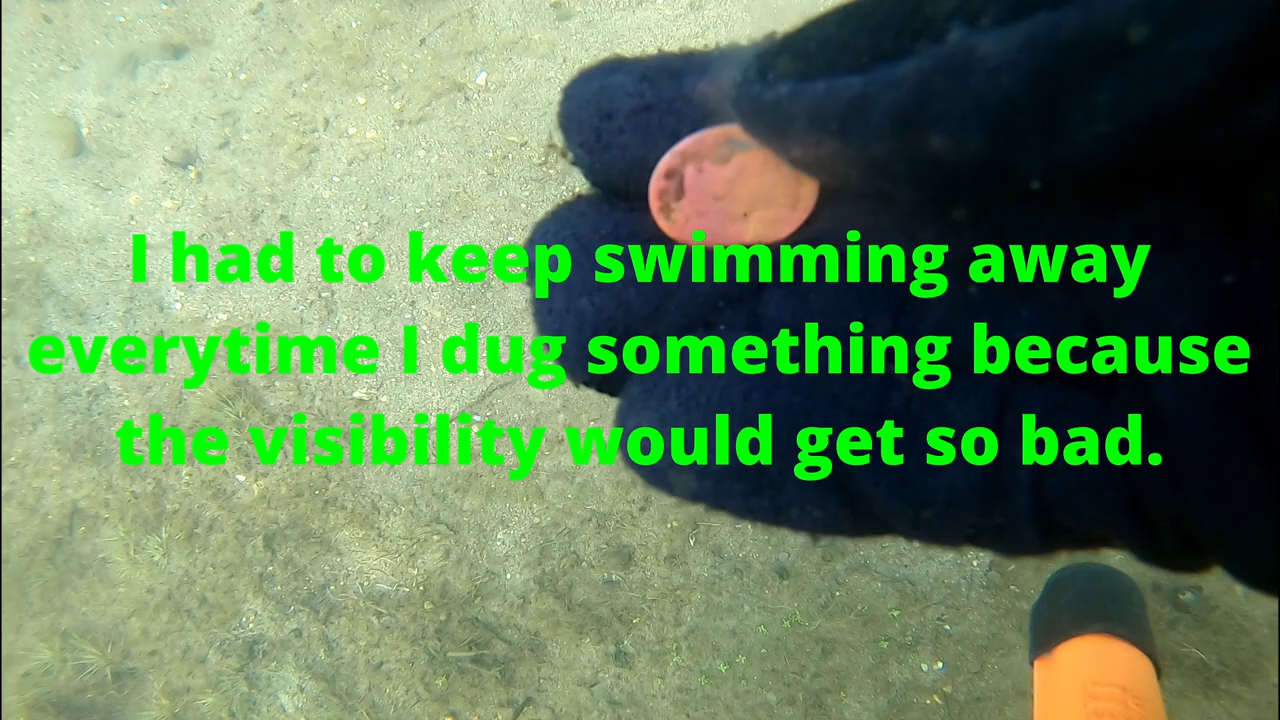 I had to keep swimming away
everytime I dug something because
the visibility would get so bad.